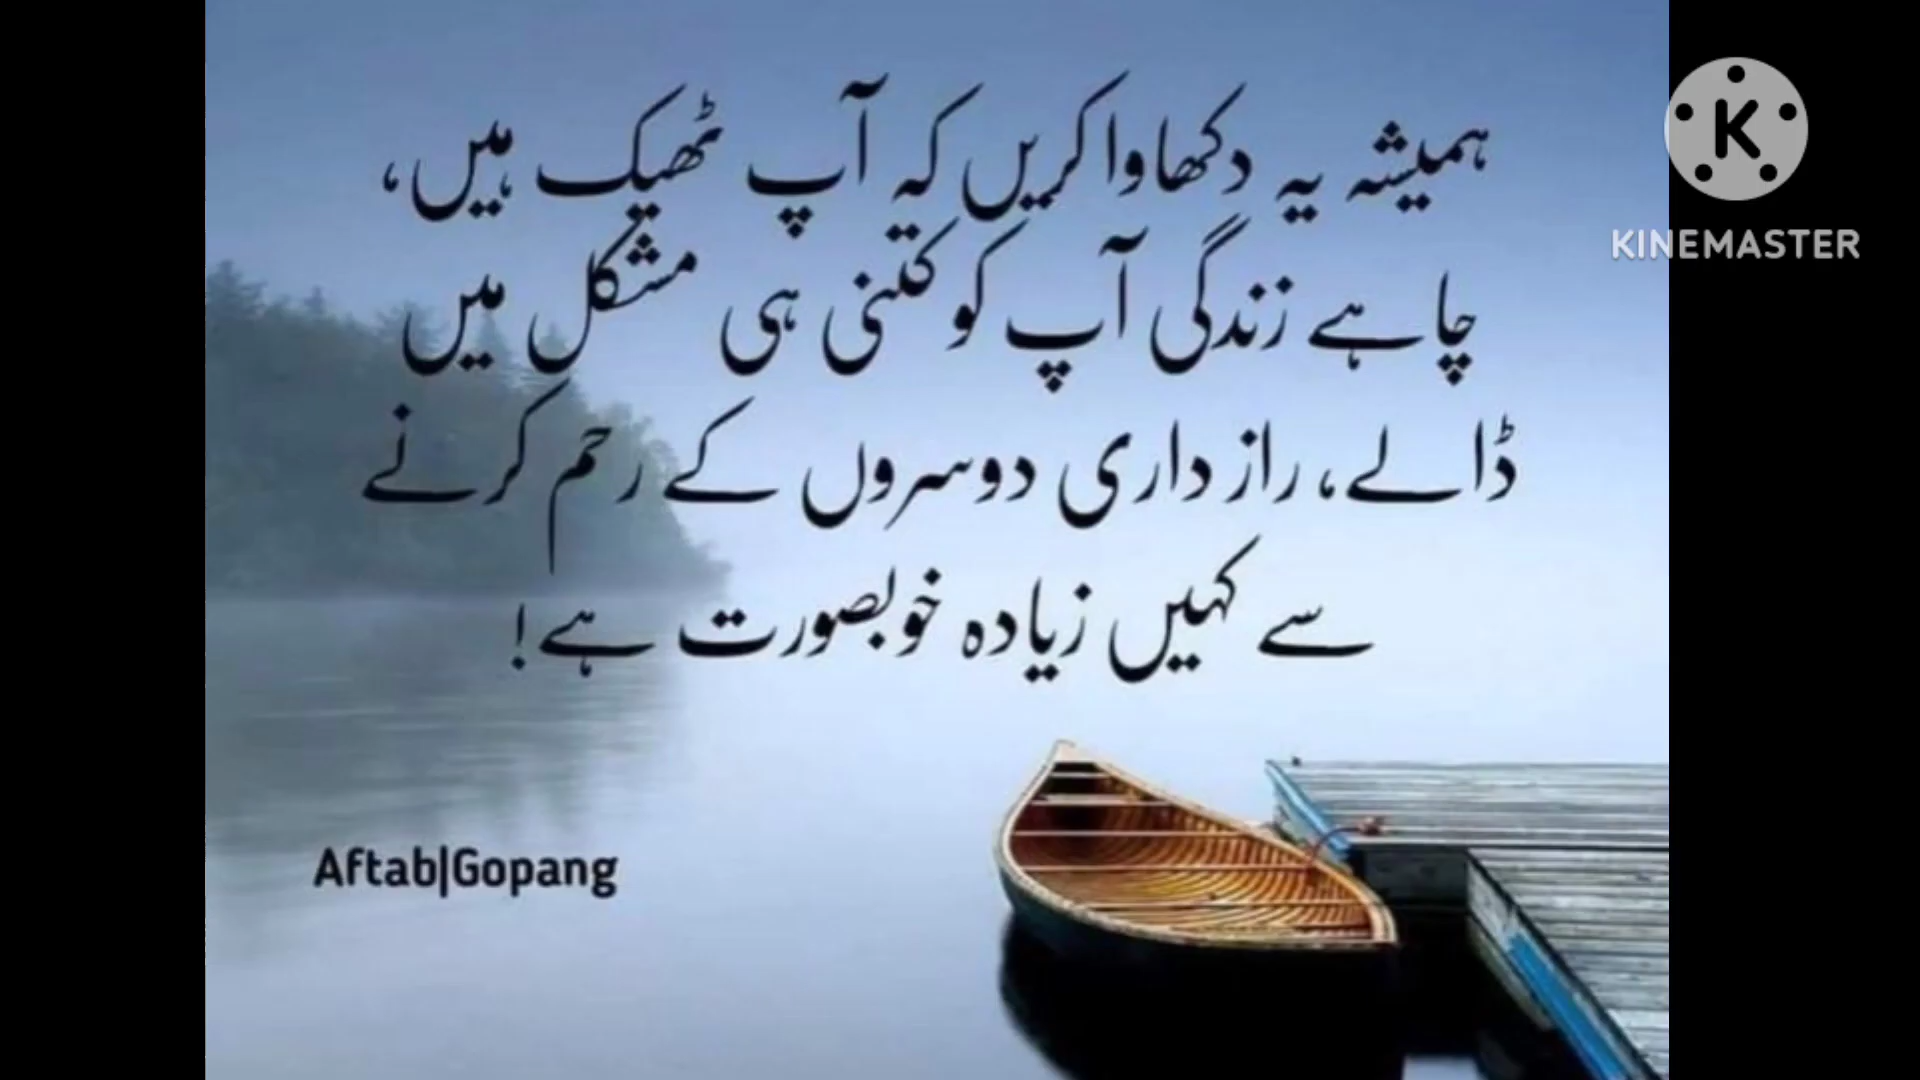 ہمیشہ یہ دکھاوا کریں کہ آپ ٹھیک ہیں،
چاہے زندگی آپ کو کتنی ہی مشکل میں
ڈالے، راز داری دوسروں کے رحم کرنے
سے کہیں زیادہ خوبصورت ہے!
Aftab|Gopang
K
KINEMASTER